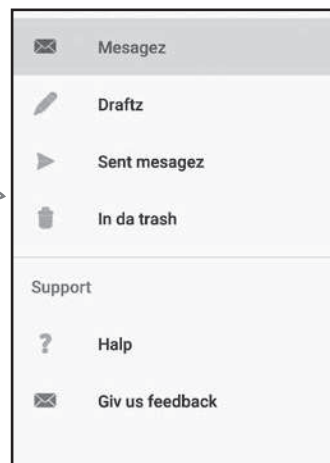 Mesagez
Draftz
Sent mesagez
In da trash
Support
Halp
Giv us feedback